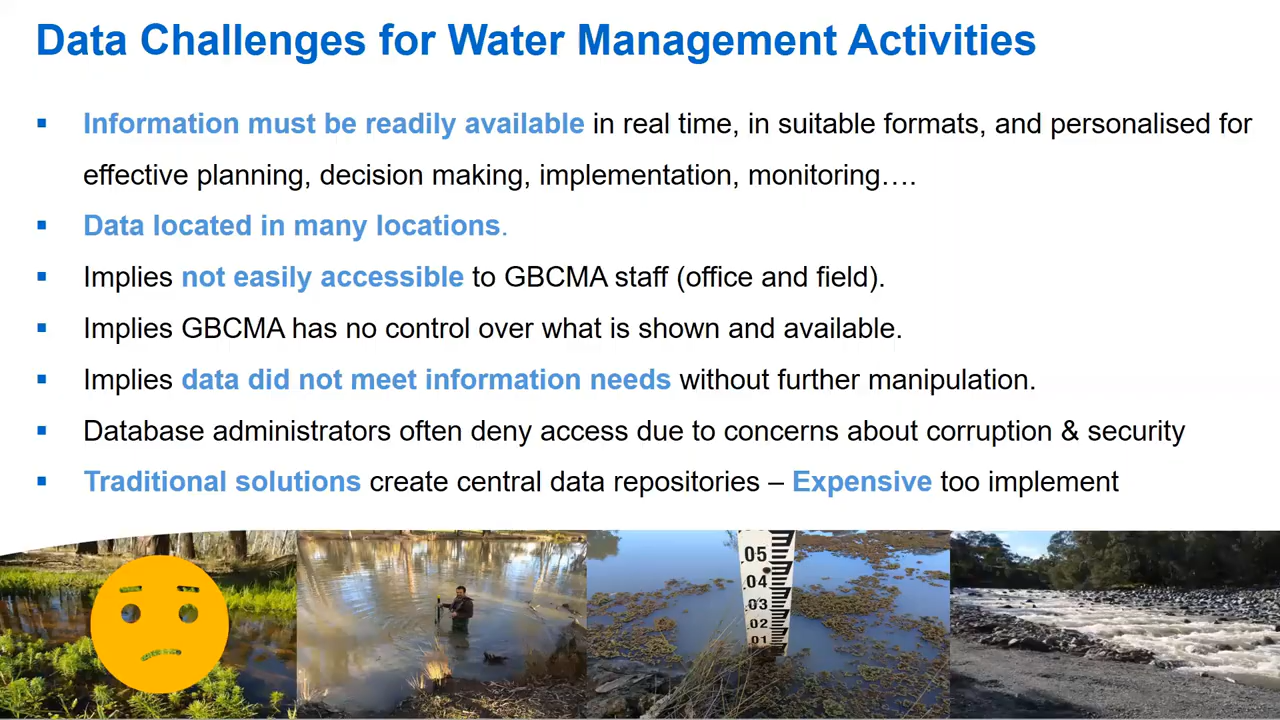 Data Challenges for Water Management Activities
▪ Information must be readily available in real time, in suitable formats, and personalised for
effective planning, decision making, implementation, monitoring….
▪ Data located in many locations.
▪ Implies not easily accessible to GBCMA staff (office and field).
▪ Implies GBCMA has no control over what is shown and available.
▪ Implies data did not meet information needs without further manipulation.
▪ Database administrators often deny access due to concerns about corruption & security
▪ Traditional solutions create central data repositories – Expensive too implement
.05
.04
.03
.02
.01